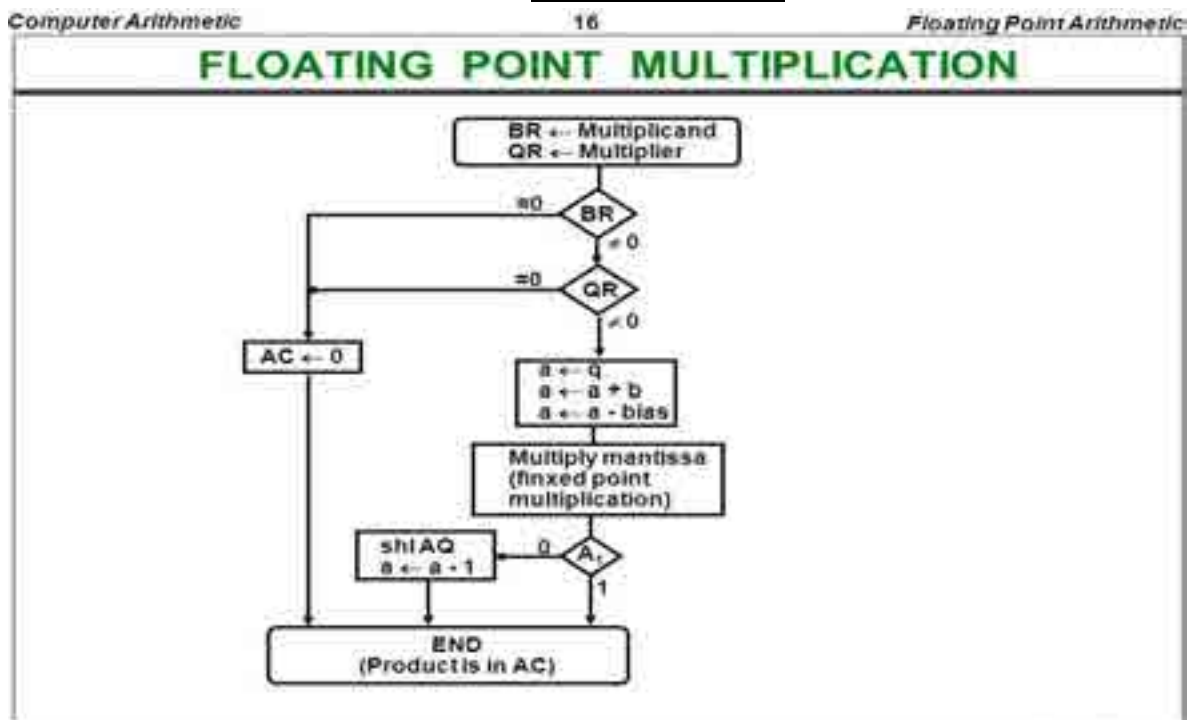 Computer Arithmetic 16 Floating Point Arithmetic
FLOATING POINT MULTIPLICATION
BR ← Multiplicand
QR ← Multiplier
=0 BR
≠ 0
=0 QR
≠ 0
AC ← 0
a ← q
a ← a + b
a ← a - bias
Multiply mantissa
(finxed point
multiplication)
shl AQ
a ← a - 1
0 A₁
1
END
(Product is in AC)